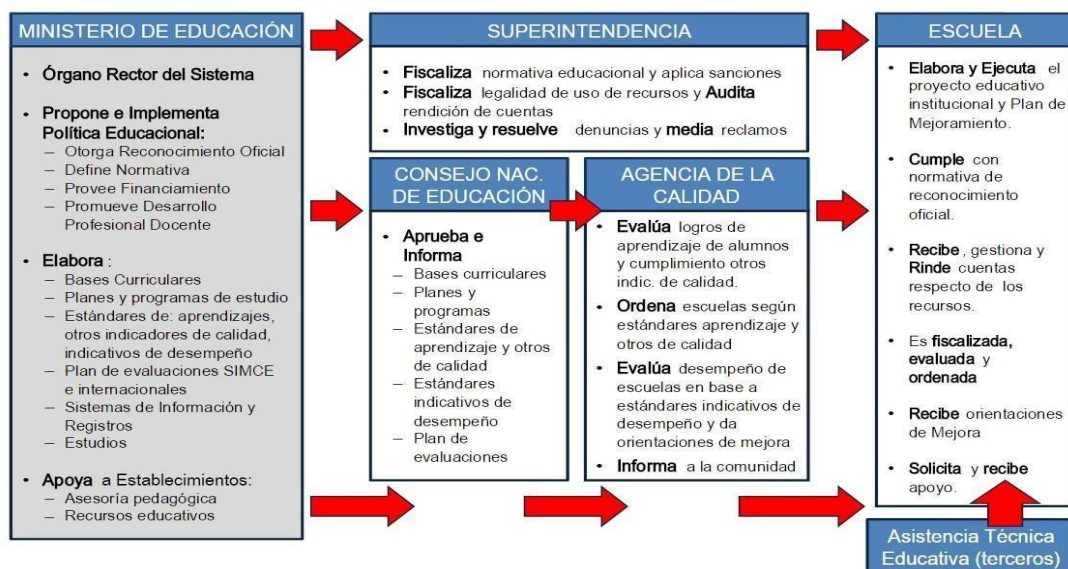 MINISTERIO DE EDUCACIÓN
• Órgano Rector del Sistema
• Propone e Implementa
Política Educacional:
– Otorga Reconocimiento Oficial
– Define Normativa
– Provee Financiamiento
– Promueve Desarrollo
Profesional Docente
• Elabora :
– Bases Curriculares
– Planes y programas de estudio
– Estándares de: aprendizajes,
otros indicadores de calidad,
indicativos de desempeño
– Plan de evaluaciones SIMCE
e internacionales
– Sistemas de Información y
Registros
– Estudios
• Apoya a Establecimientos:
– Asesoría pedagógica
– Recursos educativos
SUPERINTENDENCIA
• Fiscaliza normativa educacional y aplica sanciones
• Fiscaliza legalidad de uso de recursos y Audita
rendición de cuentas
• Investiga y resuelve denuncias y media reclamos
CONSEJO NAC.
DE EDUCACIÓN
• Aprueba e
Informa
– Bases curriculares
– Planes y
programas
– Estándares de
aprendizaje y otros
de calidad
– Estándares
indicativos de
desempeño
– Plan de
evaluaciones
AGENCIA DE LA
CALIDAD
• Evalúa logros de
aprendizaje de alumnos
y cumplimiento otros
indic. de calidad.
• Ordena escuelas según
estándares aprendizaje y
otros de calidad
• Evalúa desempeño de
escuelas en base a
estándares indicativos de
desempeño y da
orientaciones de mejora
• Informa a la comunidad
ESCUELA
• Elabora y Ejecuta el
proyecto educativo
institucional y Plan de
Mejoramiento.
• Cumple con
normativa de
reconocimiento
oficial.
• Recibe , gestiona y
Rinde cuentas
respecto de los
recursos.
• Es fiscalizada,
evaluada y
ordenada
• Recibe orientaciones
de Mejora
• Solicita y recibe
apoyo.
Asistencia Técnica
Educativa (terceros)